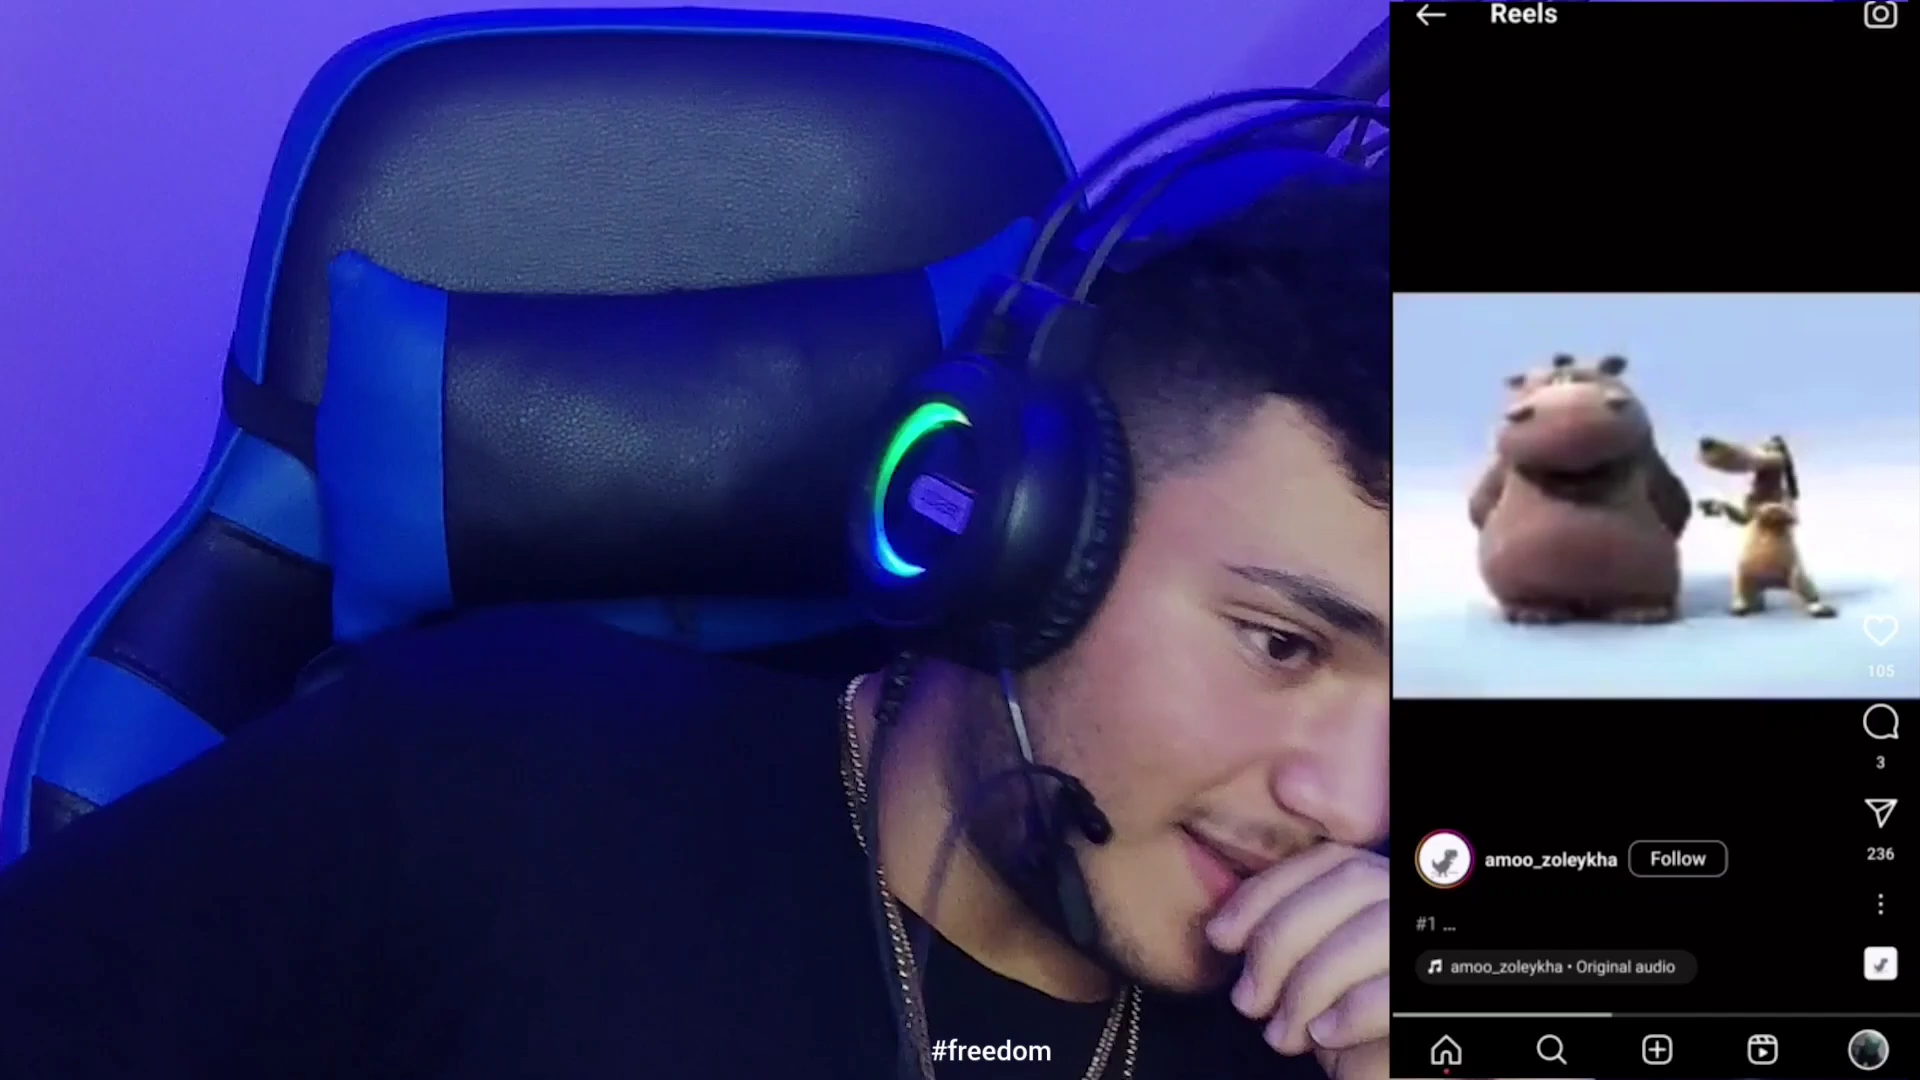 Reels
105
3
236
amoo_zoleykha Follow
#1 ...
amoo_zoleykha • Original audio
#freedom